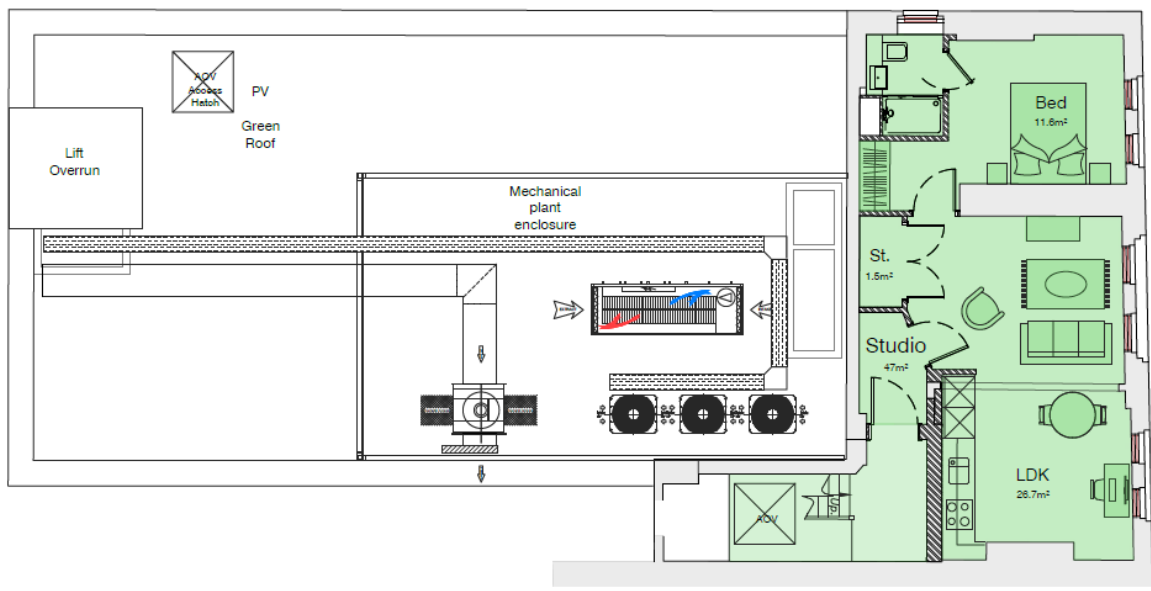 AOV
Access
Hatch
PV
Green
Roof
Lift
Overrun
Mechanical
plant
enclosure
Bed
11.6m²
St.
1.5m²
Studio
47m²
LDK
26.7m²
Up.
AOV